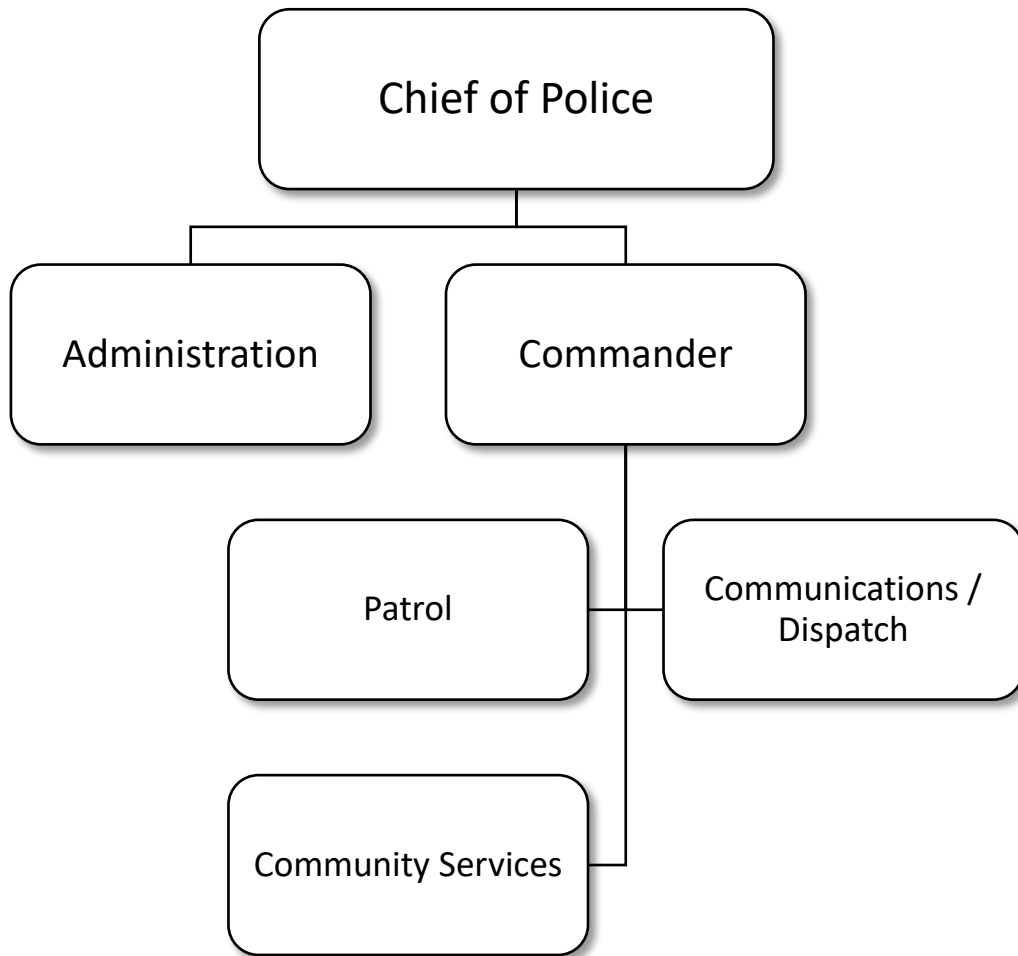 Chief of Police
Administration
Commander
Patrol
Communications /
Dispatch
Community Services